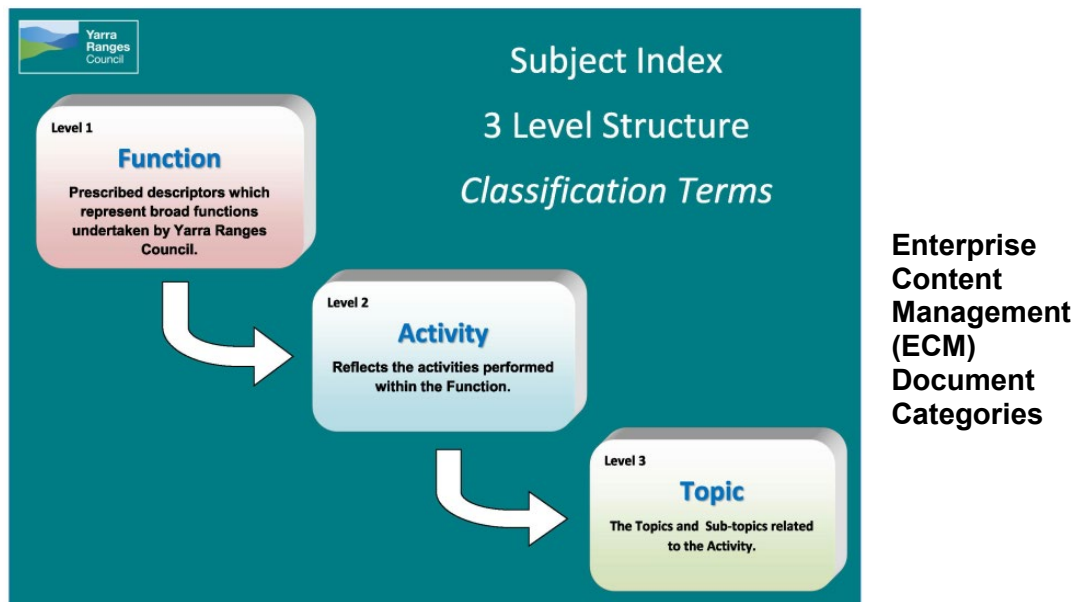 Yarra
Ranges
Council
Subject Index
3 Level Structure
Classification Terms
Level 1
Function
Prescribed descriptors which
represent broad functions
undertaken by Yarra Ranges
Council.
Level 2
Activity
Reflects the activities performed
within the Function.
Level 3
Topic
The Topics and Sub-topics related
to the Activity.
Enterprise
Content
Management
(ECM)
Document
Categories